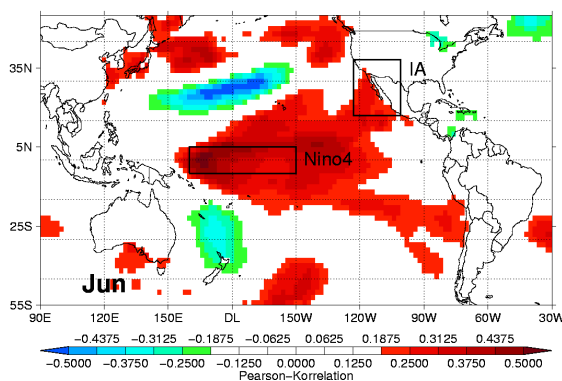 35N
IA
5N
Nino4
25S
Jun
55S
90E 120E 150E DL 150W 120W 90W 60W 30W
−0.4375 −0.3125 −0.1875 −0.0625 0.0625 0.1875 0.3125 0.4375
−0.5000 −0.3750 −0.2500 −0.1250 0.0000 0.1250 0.2500 0.3750 0.5000
Pearson−Korrelation